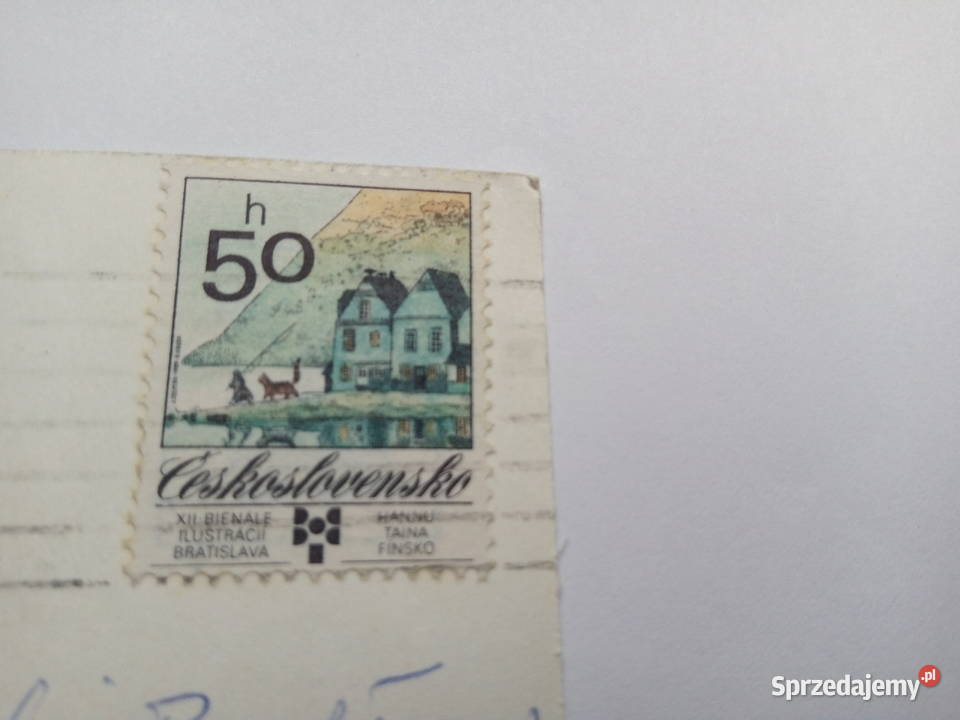 h
50
Československo
XII. BIENALE
ILUSTRÁCIÍ
BRATISLAVA
HANNU
TAINA
FÍNSKO
Sprzedajemy.pl